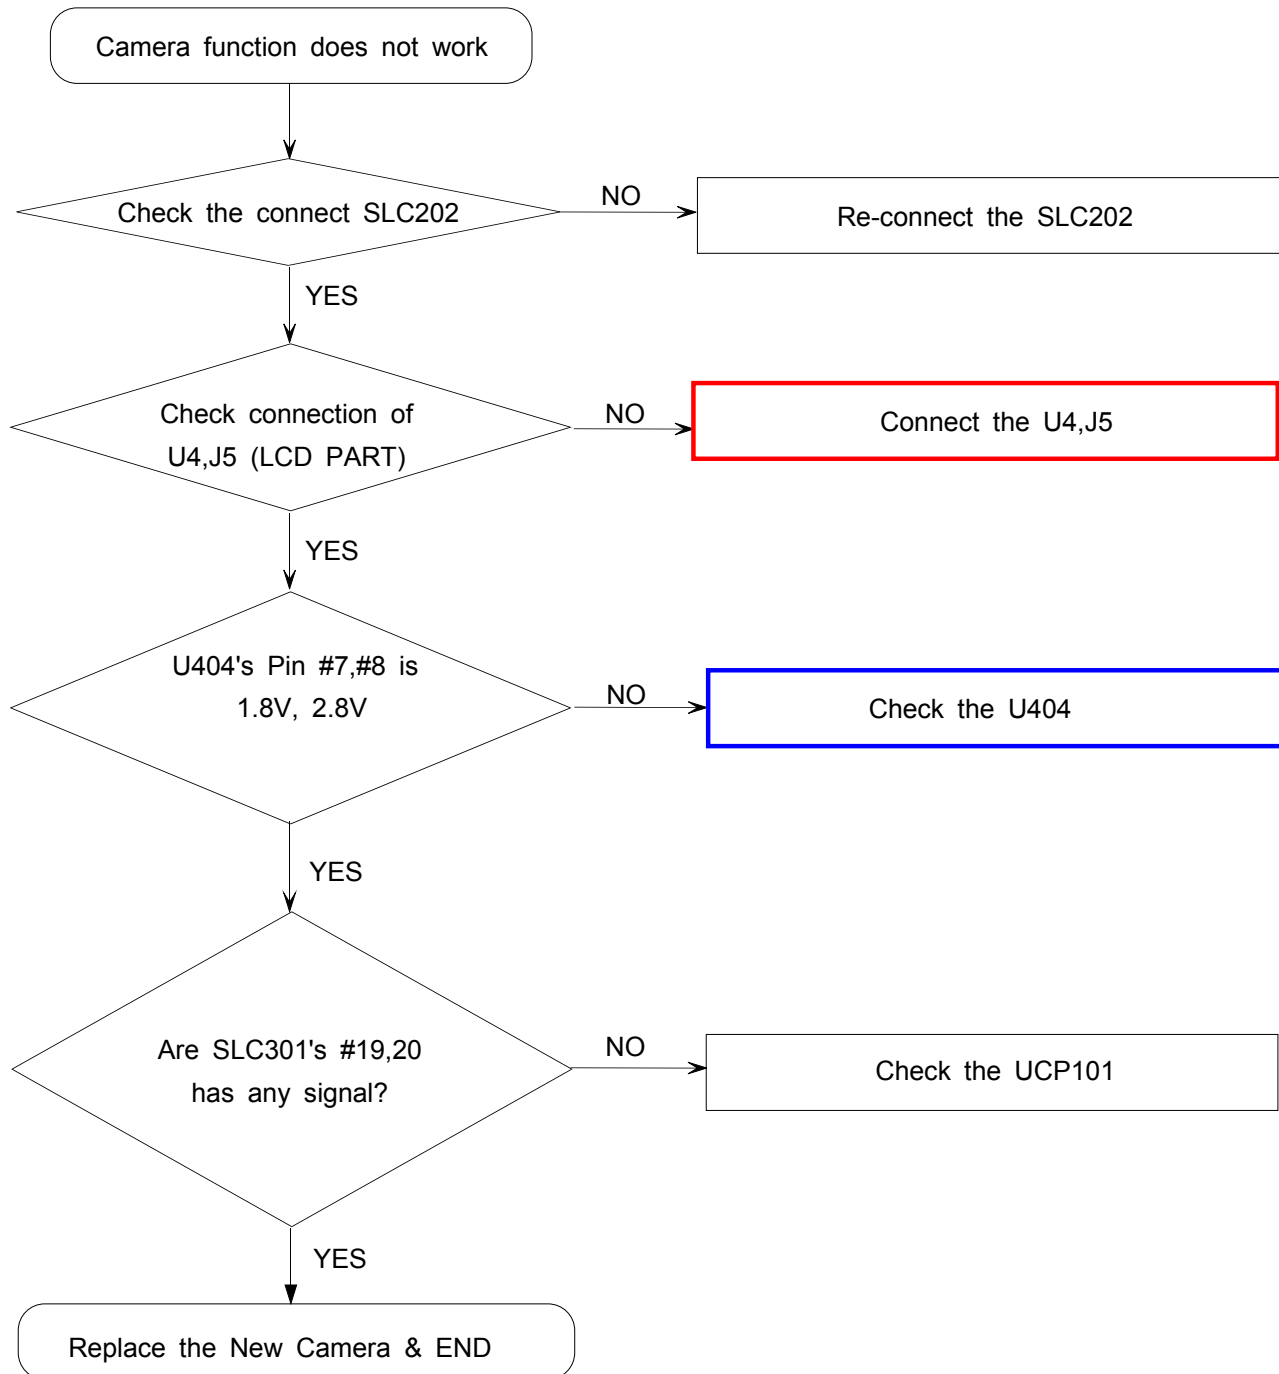 Camera function does not work
Check the connect SLC202
NO
Re-connect the SLC202
YES
Check connection of
U4,J5 (LCD PART)
NO
Connect the U4,J5
YES
U404's Pin #7,#8 is
1.8V, 2.8V
NO
Check the U404
YES
Are SLC301's #19,20
has any signal?
NO
Check the UCP101
YES
Replace the New Camera & END